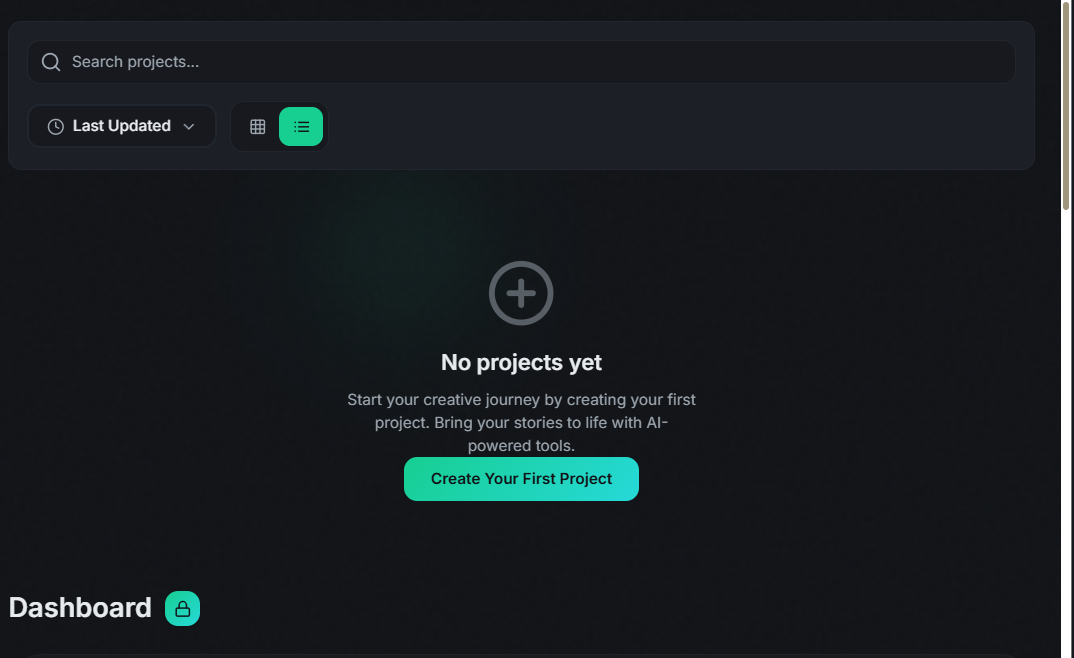 Search projects...
Last Updated
No projects yet
Start your creative journey by creating your first
project. Bring your stories to life with AI-
powered tools.
Create Your First Project
Dashboard